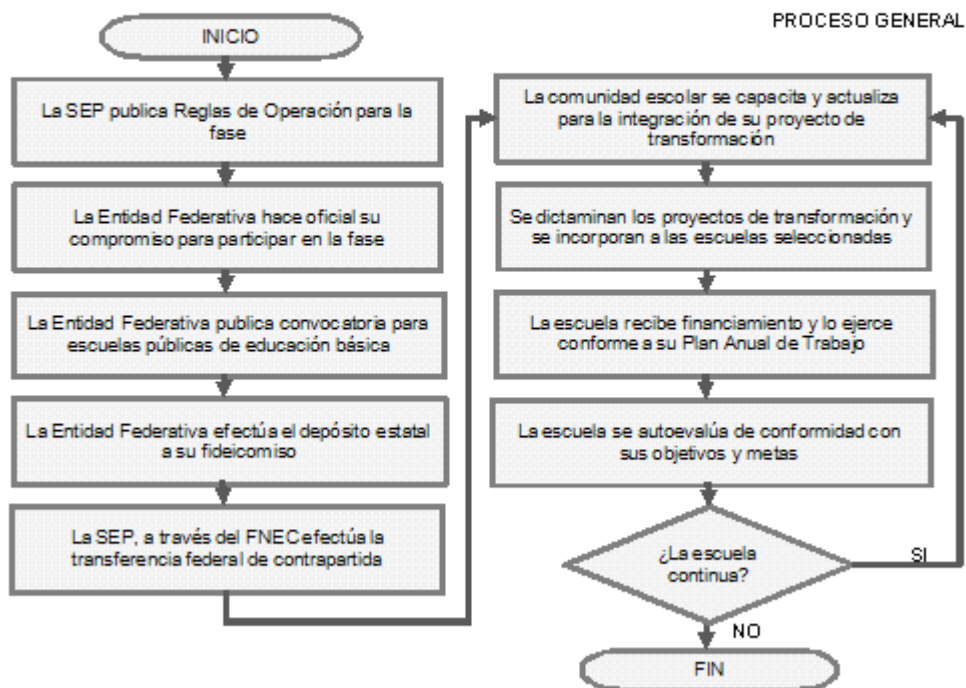 PROCESO GENERAL
INICIO
La SEP publica Reglas de Operación para la
fase
La Entidad Federativa hace oficial su
compromiso para participar en la fase
La Entidad Federativa publica convocatoria para
escuelas públicas de educación básica
La Entidad Federativa efectúa el depósito estatal
a su fideicomiso
La SEP, a través del FNEC efectúa la
transferencia federal de contrapartida
La comunidad escolar se capacita y actualiza
para la integración de su proyecto de
transformación
Se dictaminan los proyectos de transformación y
se incorporan a las escuelas seleccionadas
La escuela recibe financiamiento y lo ejerce
conforme a su Plan Anual de Trabajo
La escuela se autoevalúa de conformidad con
sus objetivos y metas
¿La escuela
continua?
SI
NO
FIN